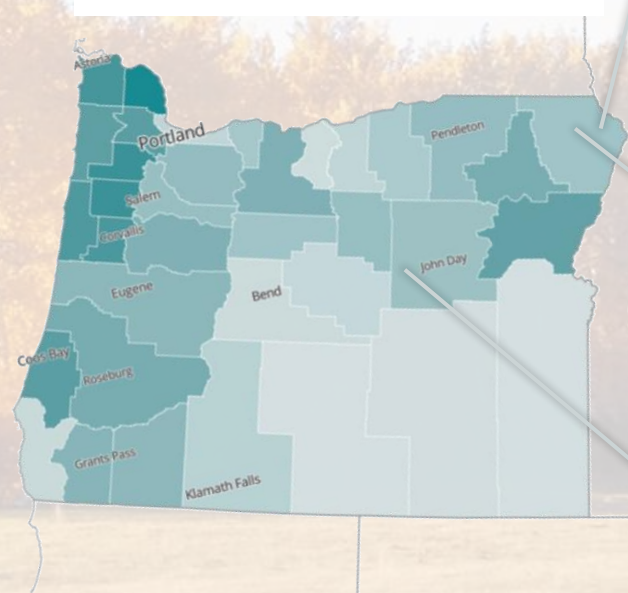 Astoria
Portland
Pendleton
Salem
Corvallis
John Day
Eugene
Bend
Coos Bay
Roseburg
Grants Pass
Klamath Falls